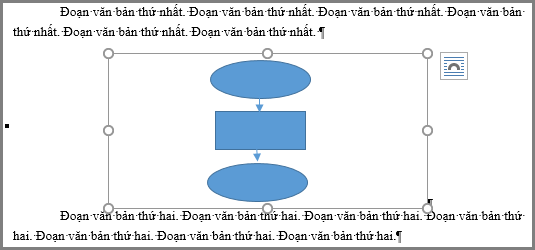 Đoạn văn bản thứ nhất. Đoạn văn bản thứ nhất. Đoạn văn bản thứ nhất. Đoạn văn bản
thứ nhất. Đoạn văn bản thứ nhất. Đoạn văn bản thứ nhất. ¶
¶
Đoạn văn bản thứ hai. Đoạn văn bản thứ hai. Đoạn văn bản thứ hai. Đoạn văn bản thứ
hai. Đoạn văn bản thứ hai. Đoạn văn bản thứ hai. Đoạn văn bản thứ hai.¶